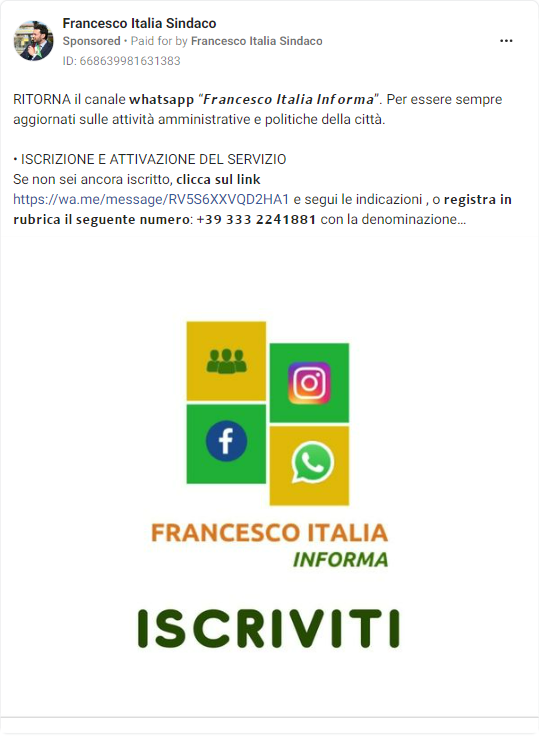 Francesco Italia Sindaco
Sponsored • Paid for by Francesco Italia Sindaco
ID: 668639981631383
RITORNA il canale whatsapp “Francesco Italia Informa”. Per essere sempre
aggiornati sulle attività amministrative e politiche della città.
• ISCRIZIONE E ATTIVAZIONE DEL SERVIZIO
Se non sei ancora iscritto, clicca sul link
https://wa.me/message/RV5S6XXVQD2HA1 e segui le indicazioni , o registra in
rubrica il seguente numero: +39 333 2241881 con la denominazione...
FRANCESCO ITALIA
INFORMA
ISCRIVITI